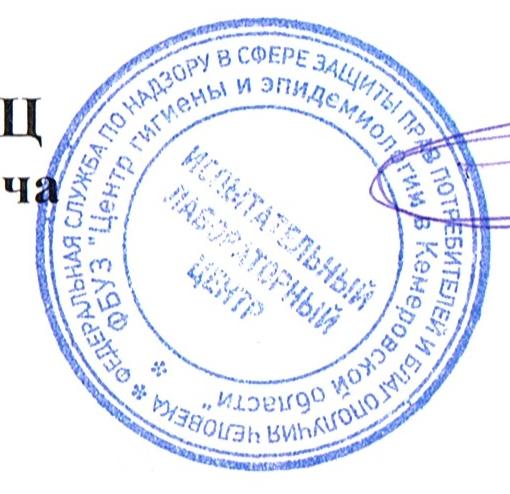 Ц
ча
* ФЕДЕРАЛЬНАЯ СЛУЖБА ПО НАДЗОРУ В СФЕРЕ ЗАЩИТЫ ПРАВ ПОТРЕБИТЕЛЕЙ И БЛАГОПОЛУЧИЯ ЧЕЛОВЕКА
* ФБУЗ "Центр гигиены и эпидемиологии в Кемеровской области"
ИСПЫТАТЕЛЬНЫЙ
ЛАБОРАТОРНЫЙ
ЦЕНТР